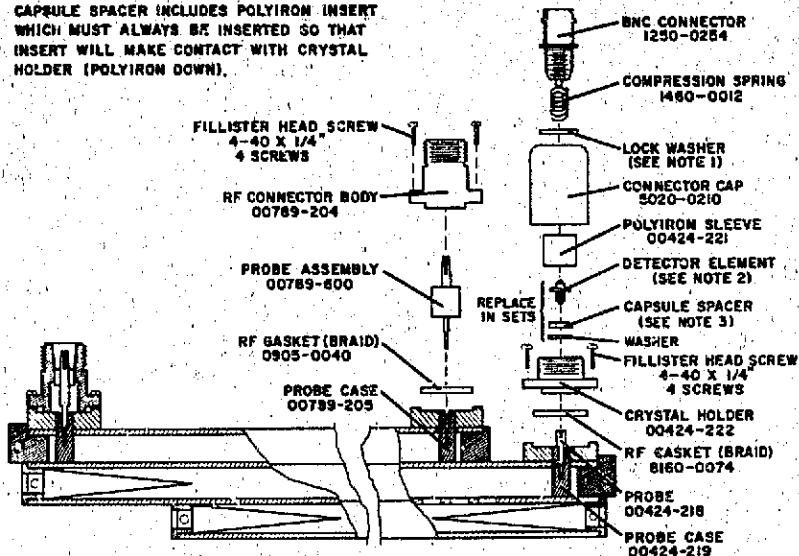 CAPSULE SPACER INCLUDES POLYIRON INSERT
WHICH MUST ALWAYS BE INSERTED SO THAT
INSERT WILL MAKE CONTACT WITH CRYSTAL
HOLDER (POLYIRON DOWN).
FILLISTER HEAD SCREW
4-40 X 1/4"
4 SCREWS
RF CONNECTOR BODY
00789-204
PROBE ASSEMBLY
00789-600
RF GASKET (BRAID)
0905-0040
PROBE CASE
00799-205
BNC CONNECTOR
1250-0254
COMPRESSION SPRING
1460-0012
LOCK WASHER
(SEE NOTE 1)
CONNECTOR CAP
5020-0210
POLYIRON SLEEVE
00424-221
DETECTOR ELEMENT
(SEE NOTE 2)
REPLACE
IN SETS
CAPSULE SPACER
(SEE NOTE 3)
WASHER
FILLISTER HEAD SCREW
4-40 X 1/4"
4 SCREWS
CRYSTAL HOLDER
00424-222
RF GASKET (BRAID)
8160-0074
PROBE
00424-218
PROBE CASE
00424-219